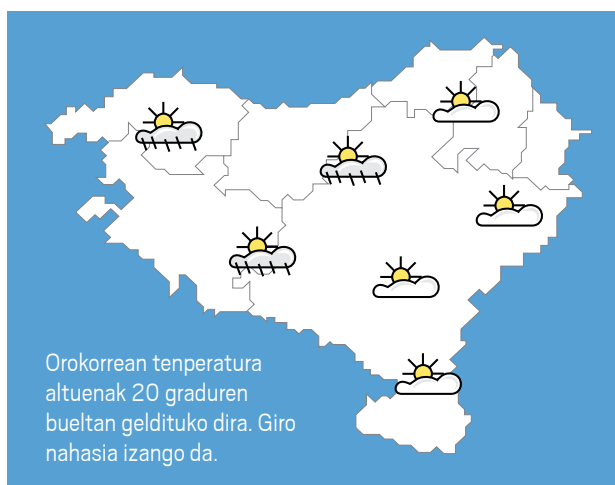 Orokorrean tenperatura
altuenak 20 graduren
bueltan geldituko dira. Giro
nahasia izango da.